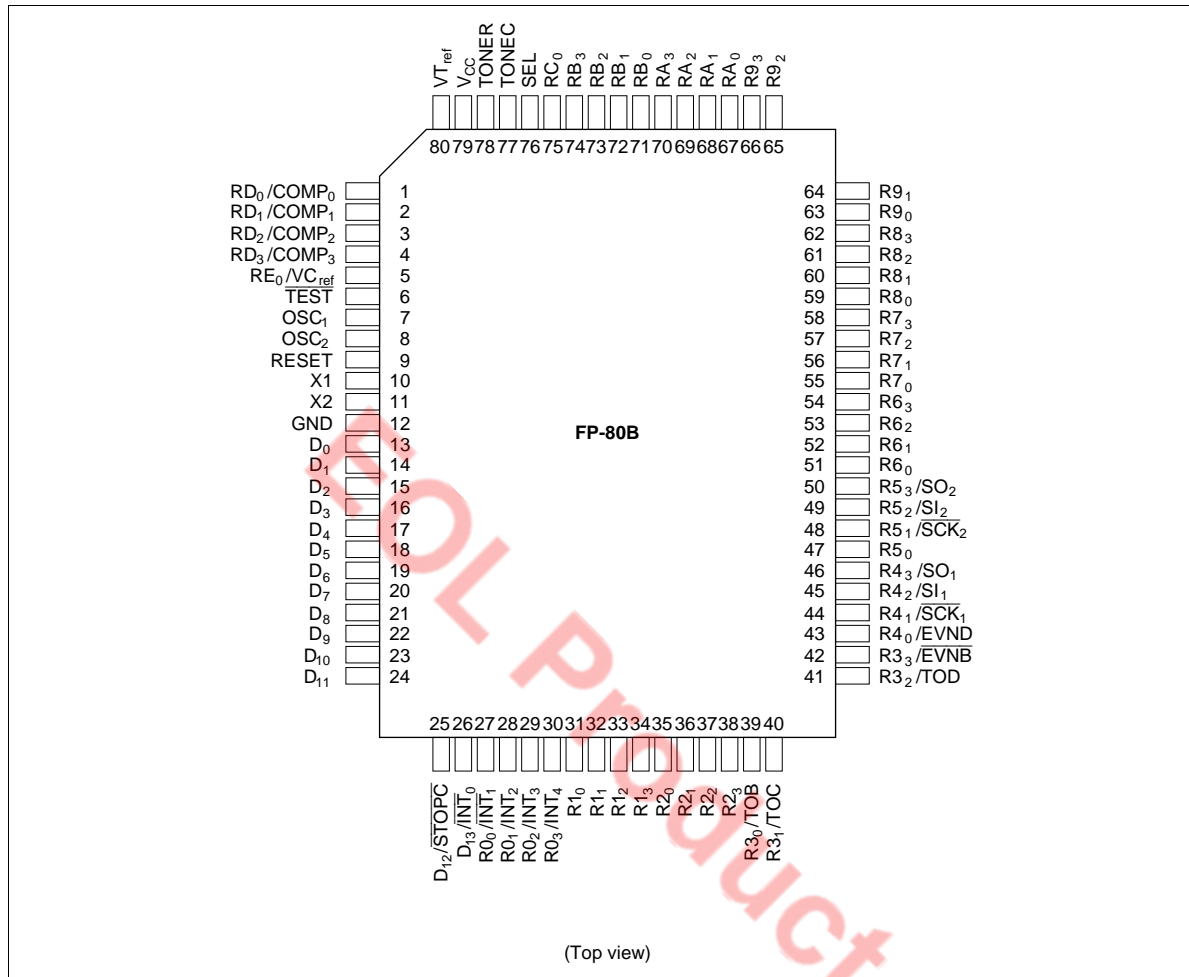 VTref
VCC
TONER
TONEC
SEL
RC0
RB3
RB2
RB1
RB0
RA3
RA2
RA1
RA0
R93
R92
80 79 78 77 76 75 74 73 72 71 70 69 68 67 66 65
RD0/COMP0 1
RD1/COMP1 2
RD2/COMP2 3
RD3/COMP3 4
RE0/VCref 5
TEST 6
OSC1 7
OSC2 8
RESET 9
X1 10
X2 11
GND 12
D0 13
D1 14
D2 15
D3 16
D4 17
D5 18
D6 19
D7 20
D8 21
D9 22
D10 23
D11 24
FP-80B
64 R91
63 R90
62 R83
61 R82
60 R81
59 R80
58 R73
57 R72
56 R71
55 R70
54 R63
53 R62
52 R61
51 R60
50 R53/SO2
49 R52/SI2
48 R51/SCK2
47 R50
46 R43/SO1
45 R42/SI1
44 R41/SCK1
43 R40/EVND
42 R33/EVNB
41 R32/TOD
25 26 27 28 29 30 31 32 33 34 35 36 37 38 39 40
D12/STOPC
D13/INT0
R00/INT1
R01/INT2
R02/INT3
R03/INT4
R10
R11
R12
R13
R20
R21
R22
R23
R30/TOB
R31/TOC
EOL Product
(Top view)